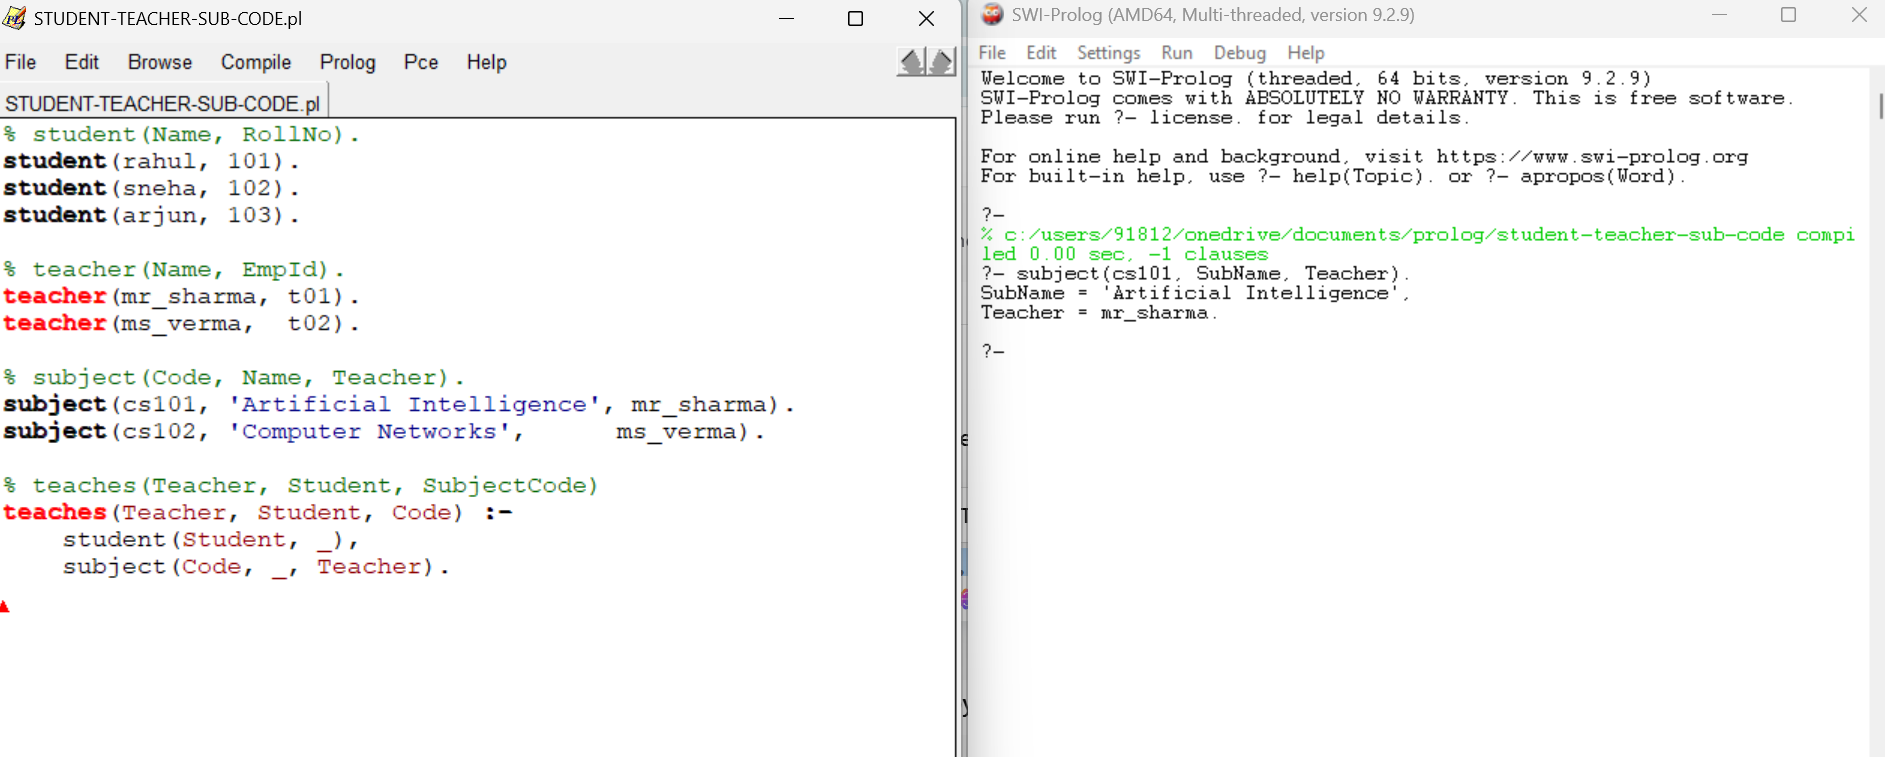 STUDENT-TEACHER-SUB-CODE.pl
File Edit Browse Compile Prolog Pce Help
STUDENT-TEACHER-SUB-CODE.pl
% student(Name, RollNo).
student(rahul, 101).
student(sneha, 102).
student(arjun, 103).
% teacher(Name, EmpId).
teacher(mr_sharma, t01).
teacher(ms_verma,  t02).
% subject(Code, Name, Teacher).
subject(cs101, 'Artificial Intelligence', mr_sharma).
subject(cs102, 'Computer Networks',      ms_verma).
% teaches(Teacher, Student, SubjectCode)
teaches(Teacher, Student, Code) :-
    student(Student, _),
    subject(Code, _, Teacher).
SWI-Prolog (AMD64, Multi-threaded, version 9.2.9)
File Edit Settings Run Debug Help
Welcome to SWI-Prolog (threaded, 64 bits, version 9.2.9)
SWI-Prolog comes with ABSOLUTELY NO WARRANTY. This is free software.
Please run ?- license. for legal details.
For online help and background, visit https://www.swi-prolog.org
For built-in help, use ?- help(Topic). or ?- apropos(Word).
?-
% c:/users/91812/onedrive/documents/prolog/student-teacher-sub-code compi
led 0.00 sec, -1 clauses
?- subject(cs101, SubName, Teacher).
SubName = 'Artificial Intelligence',
Teacher = mr_sharma.
?-